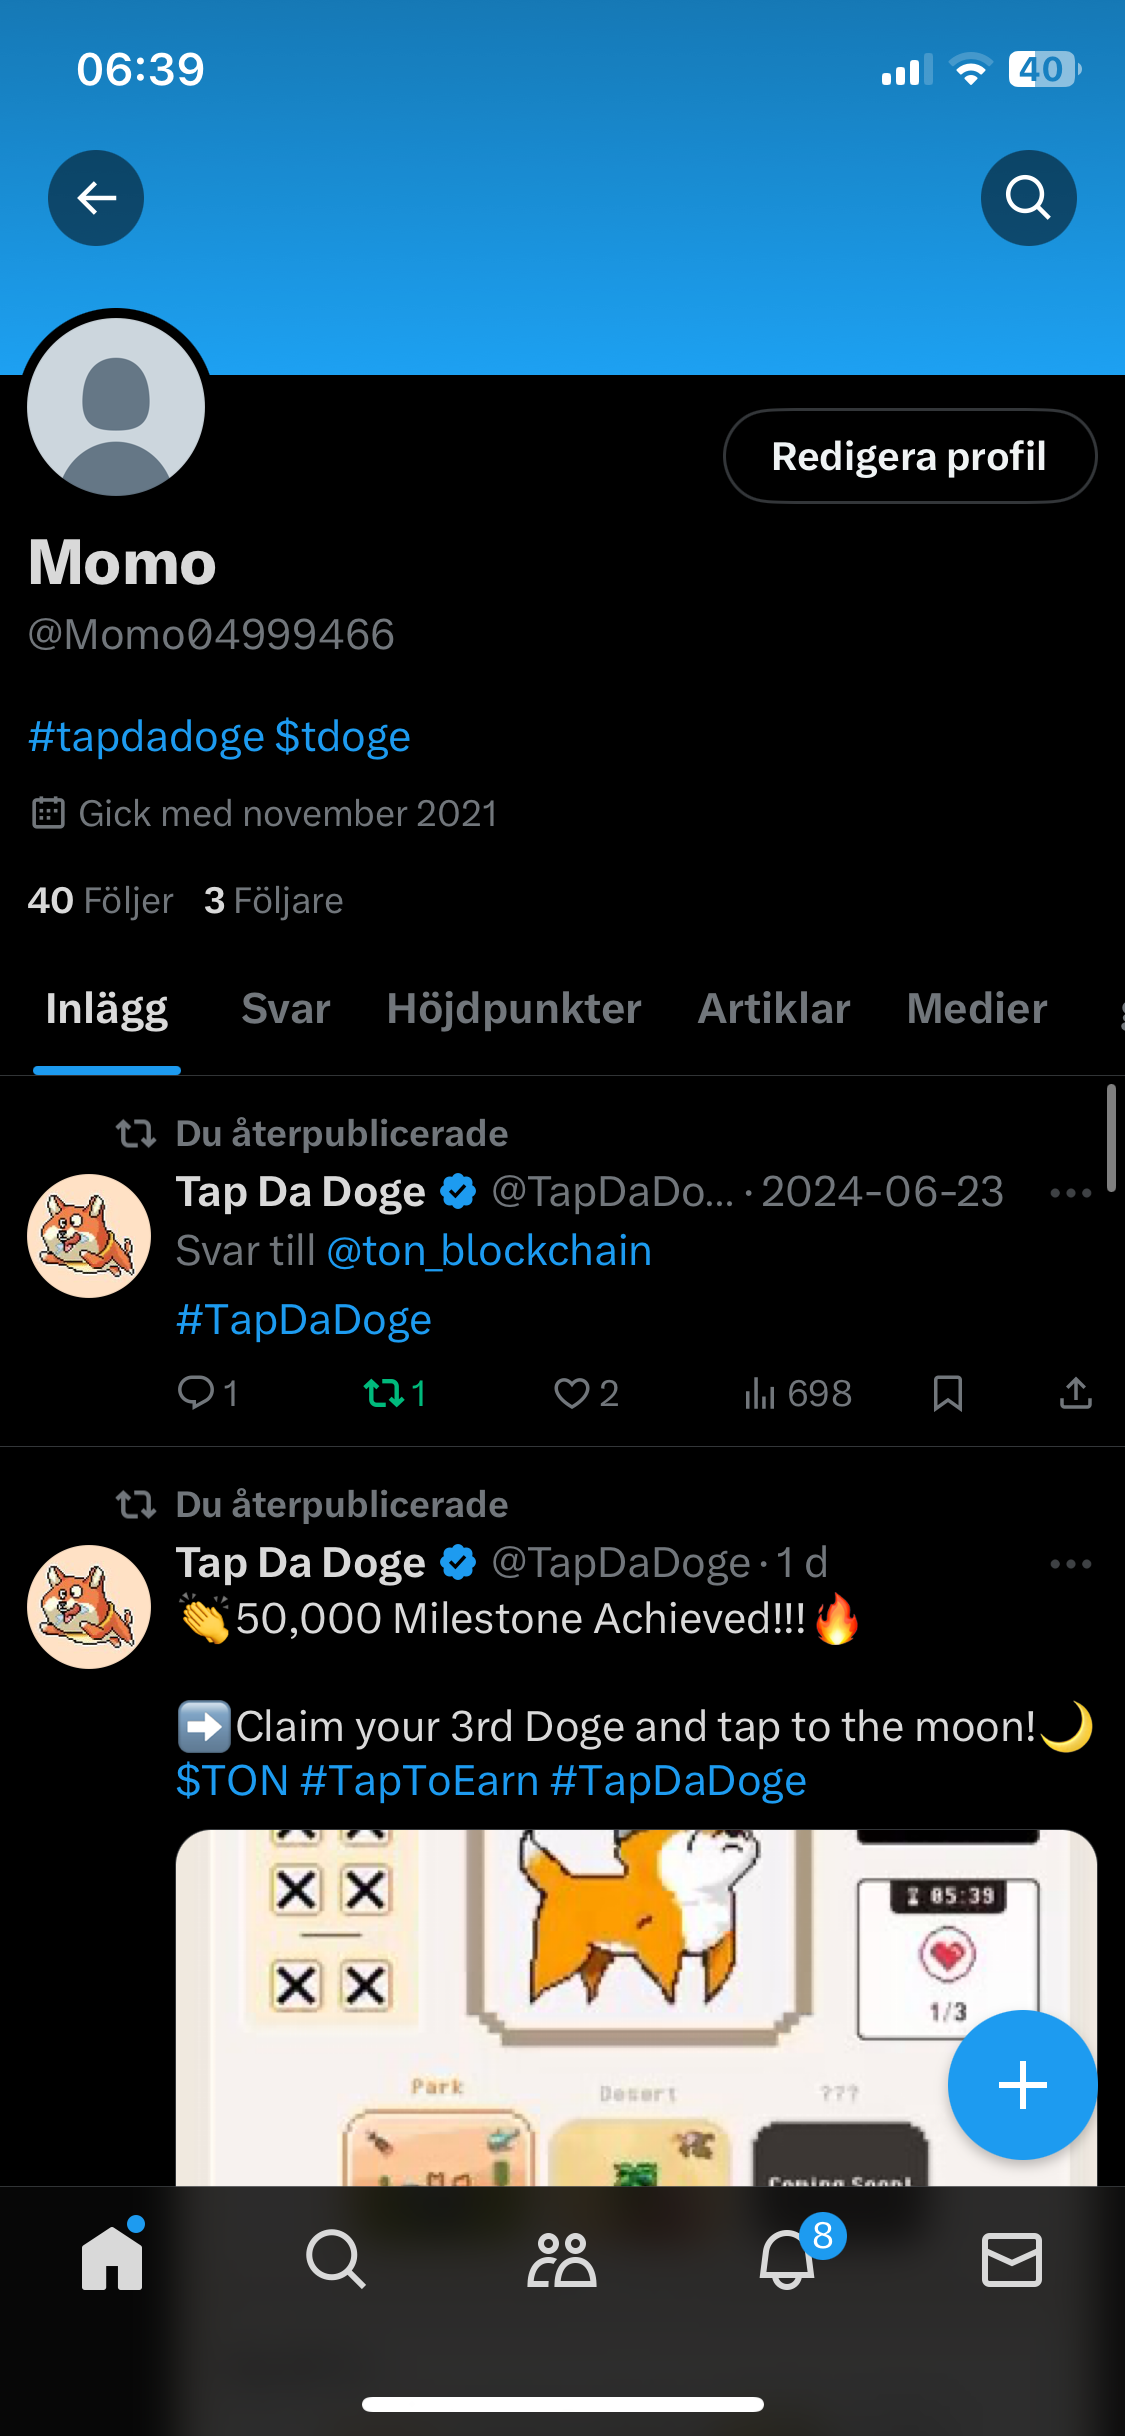 06:39
40
Redigera profil
Momo
@Momo04999466
#tapdadoge $tdoge
Gick med november 2021
40 Följer 3 Följare
Inlägg Svar Höjdpunkter Artiklar Medier
Du återpublicerade
Tap Da Doge @TapDaDo... · 2024-06-23
Svar till @ton_blockchain
#TapDaDoge
1 1 2 698
Du återpublicerade
Tap Da Doge @TapDaDoge · 1 d
👏50,000 Milestone Achieved!!!🔥
➡️Claim your 3rd Doge and tap to the moon!🌙
$TON #TapToEarn #TapDaDoge
05:39
1/3
Park Desert ???
Coming Soon!
8